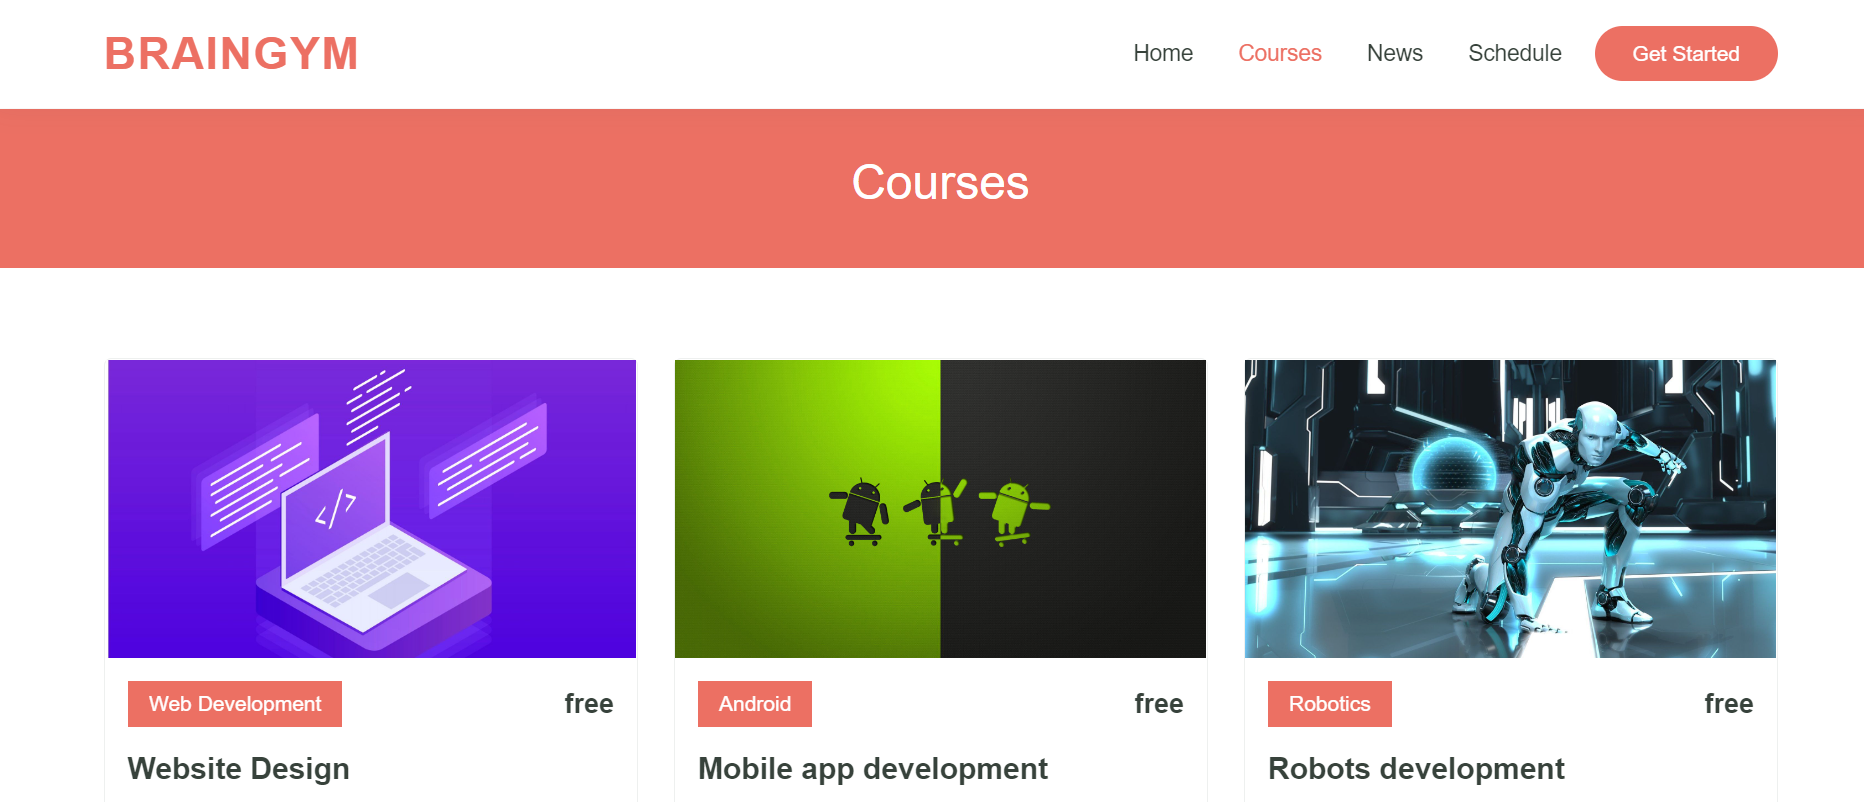 BRAINGYM
Home Courses News Schedule Get Started
Courses
</>
Web Development free
Android free
Robotics free
Website Design
Mobile app development
Robots development